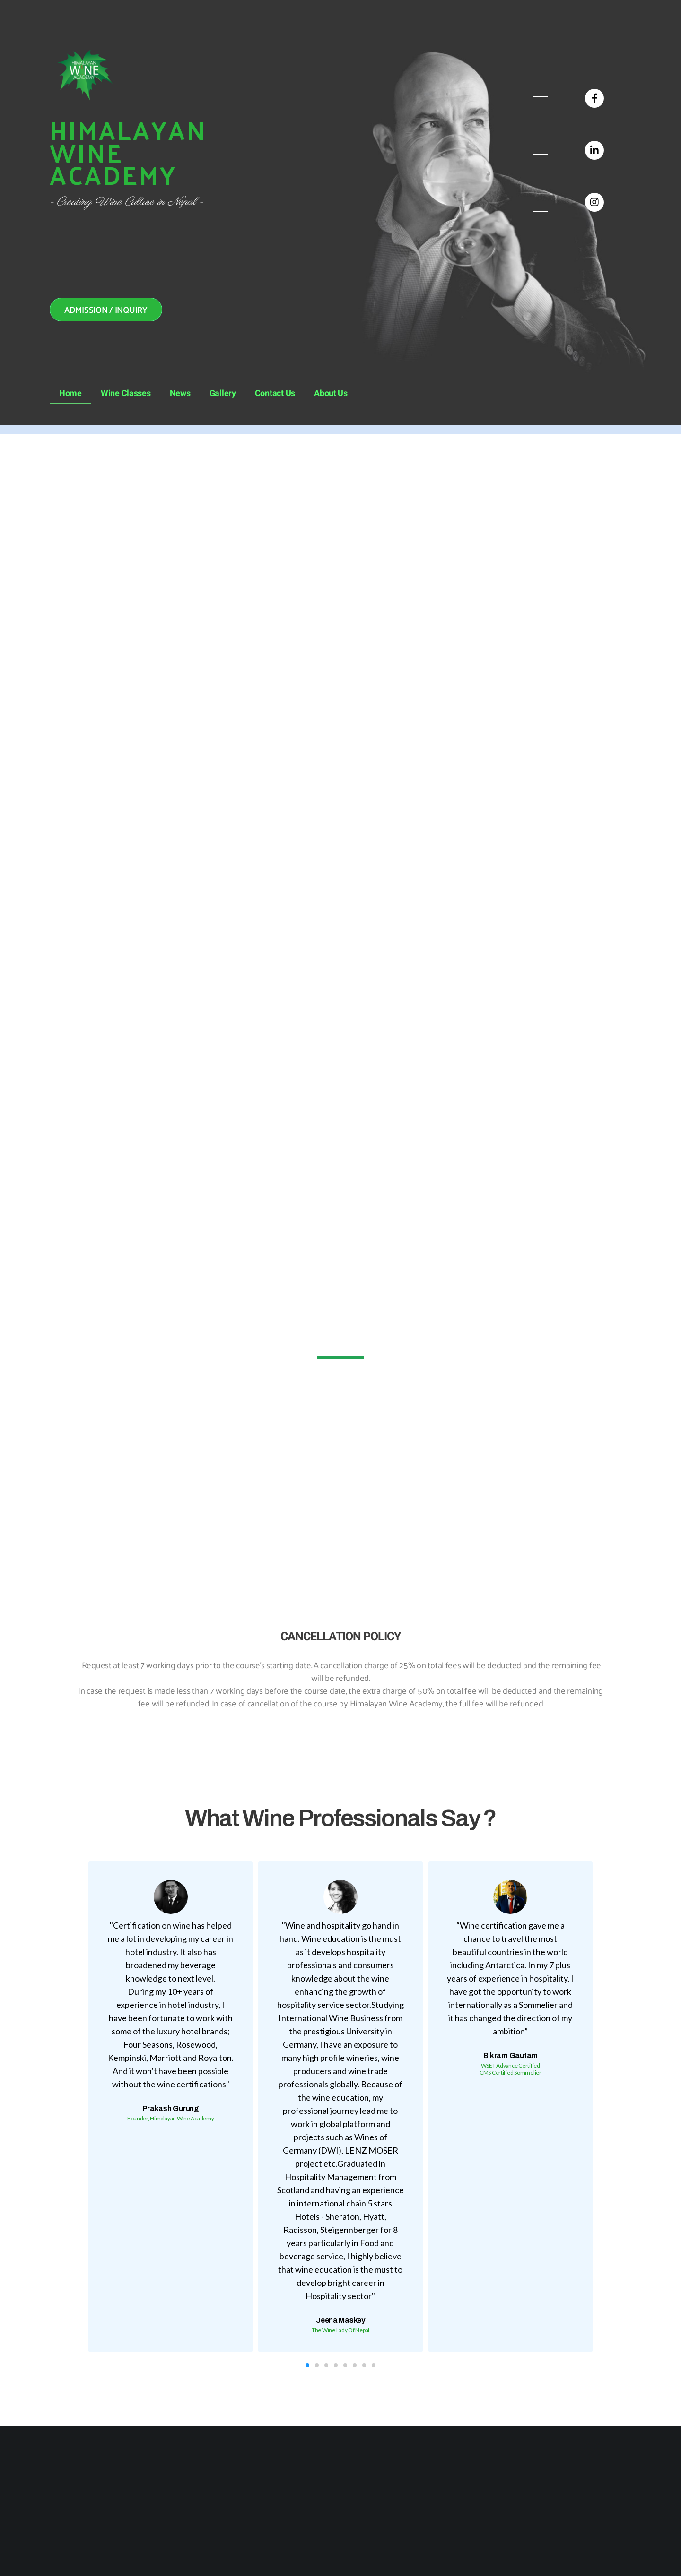 HIMALAYAN
WINE
ACADEMY
HIMALAYAN
WINE
ACADEMY
- Creating Wine Culture in Nepal -
ADMISSION / INQUIRY
Home Wine Classes News Gallery Contact Us About Us
CANCELLATION POLICY
Request at least 7 working days prior to the course's starting date. A cancellation charge of 25% on total fees will be deducted and the remaining fee
will be refunded.
In case the request is made less than 7 working days before the course date, the extra charge of 50% on total fee will be deducted and the remaining
fee will be refunded. In case of cancellation of the course by Himalayan Wine Academy, the full fee will be refunded
What Wine Professionals Say ?
"Certification on wine has helped
me a lot in developing my career in
hotel industry. It also has
broadened my beverage
knowledge to next level.
During my 10+ years of
experience in hotel industry, I
have been fortunate to work with
some of the luxury hotel brands;
Four Seasons, Rosewood,
Kempinski, Marriott and Royalton.
And it won't have been possible
without the wine certifications"
Prakash Gurung
Founder, Himalayan Wine Academy
"Wine and hospitality go hand in
hand. Wine education is the must
as it develops hospitality
professionals and consumers
knowledge about the wine
enhancing the growth of
hospitality service sector.Studying
International Wine Business from
the prestigious University in
Germany, I have an exposure to
many high profile wineries, wine
producers and wine trade
professionals globally. Because of
the wine education, my
professional journey lead me to
work in global platform and
projects such as Wines of
Germany (DWI), LENZ MOSER
project etc.Graduated in
Hospitality Management from
Scotland and having an experience
in international chain 5 stars
Hotels - Sheraton, Hyatt,
Radisson, Steigennberger for 8
years particularly in Food and
beverage service, I highly believe
that wine education is the must to
develop bright career in
Hospitality sector"
Jeena Maskey
The Wine Lady Of Nepal
"Wine certification gave me a
chance to travel the most
beautiful countries in the world
including Antarctica. In my 7 plus
years of experience in hospitality, I
have got the opportunity to work
internationally as a Sommelier and
it has changed the direction of my
ambition"
Bikram Gautam
WSET Advance Certified
CMS Certified Sommelier